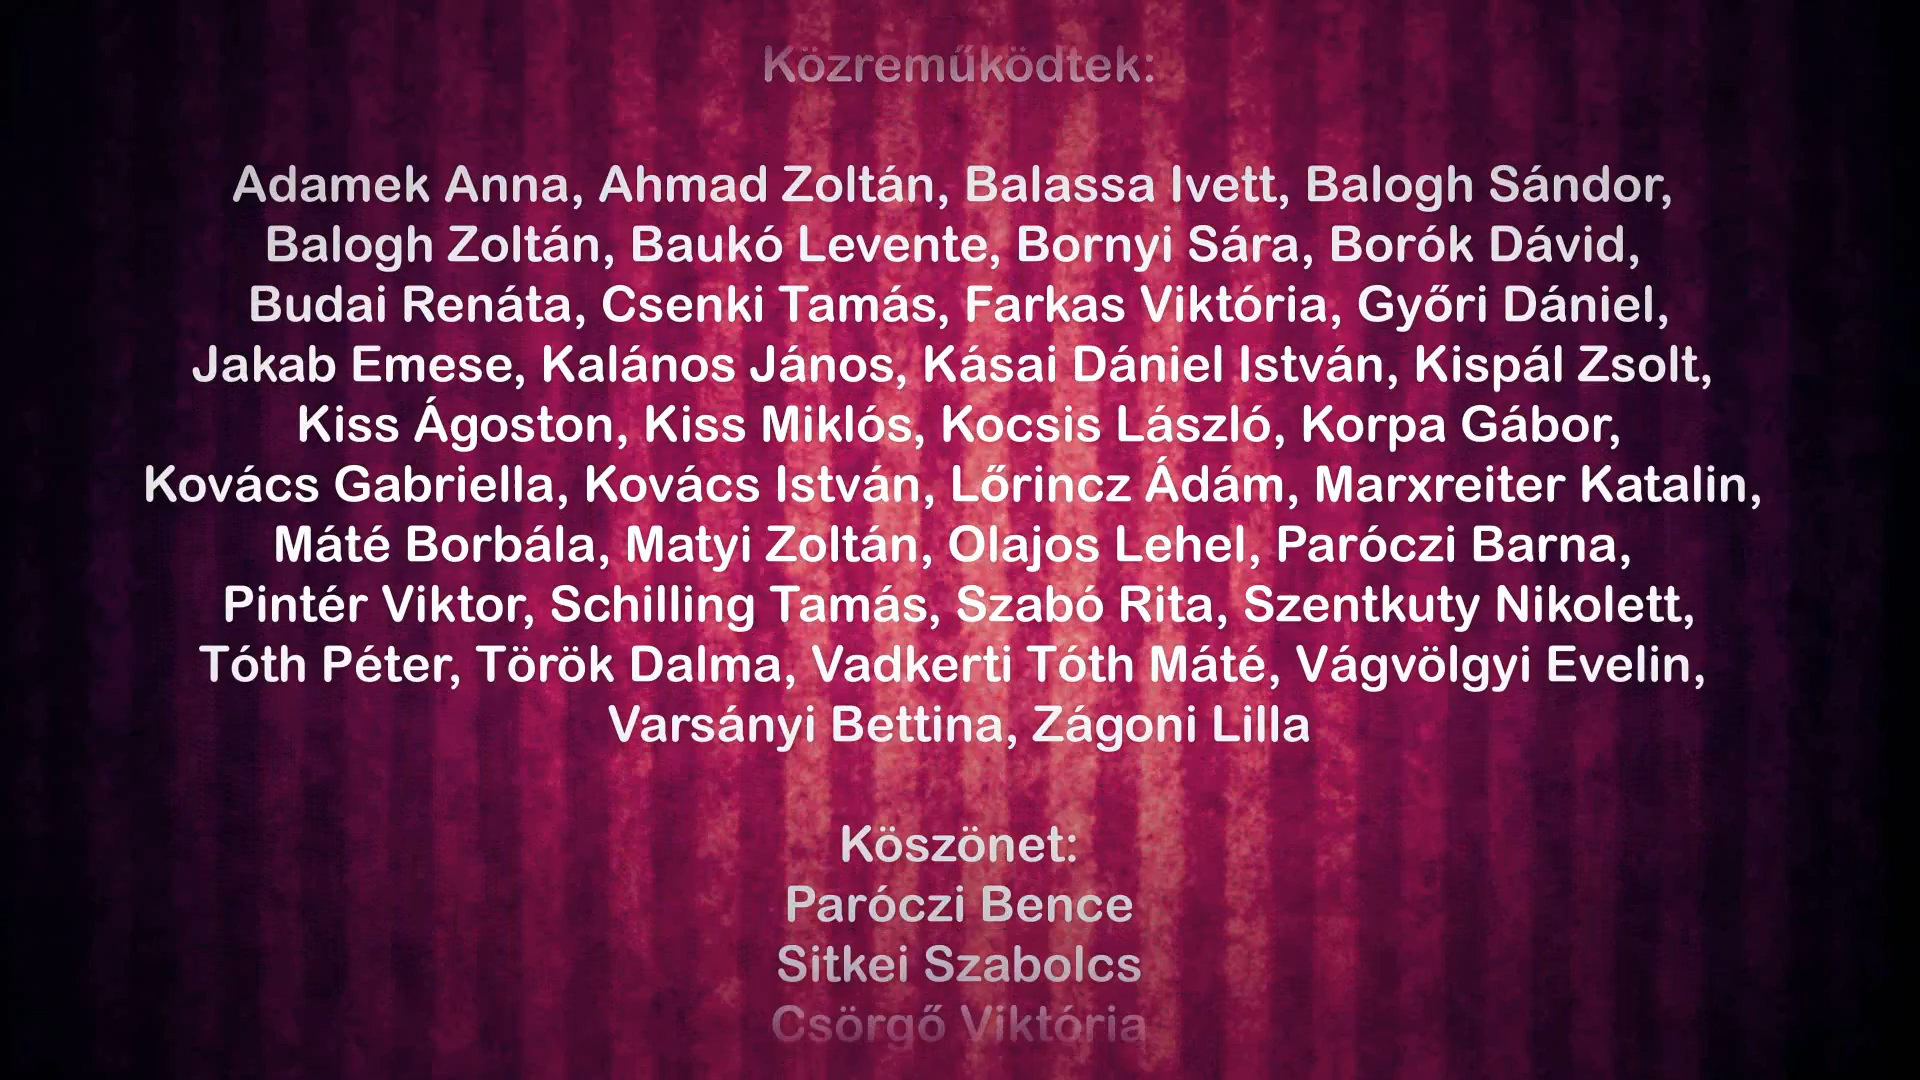 Közreműködtek:
Adamek Anna, Ahmad Zoltán, Balassa Ivett, Balogh Sándor,
Balogh Zoltán, Baukó Levente, Bornyi Sára, Borók Dávid,
Budai Renáta, Csenki Tamás, Farkas Viktória, Győri Dániel,
Jakab Emese, Kalános János, Kásai Dániel István, Kispál Zsolt,
Kiss Ágoston, Kiss Miklós, Kocsis László, Korpa Gábor,
Kovács Gabriella, Kovács István, Lőrincz Ádám, Marxreiter Katalin,
Máté Borbála, Matyi Zoltán, Olajos Lehel, Paróczi Barna,
Pintér Viktor, Schilling Tamás, Szabó Rita, Szentkuty Nikolett,
Tóth Péter, Török Dalma, Vadkerti Tóth Máté, Vágvölgyi Evelin,
Varsányi Bettina, Zágoni Lilla
Köszönet:
Paróczi Bence
Sitkei Szabolcs
Csörgő Viktória